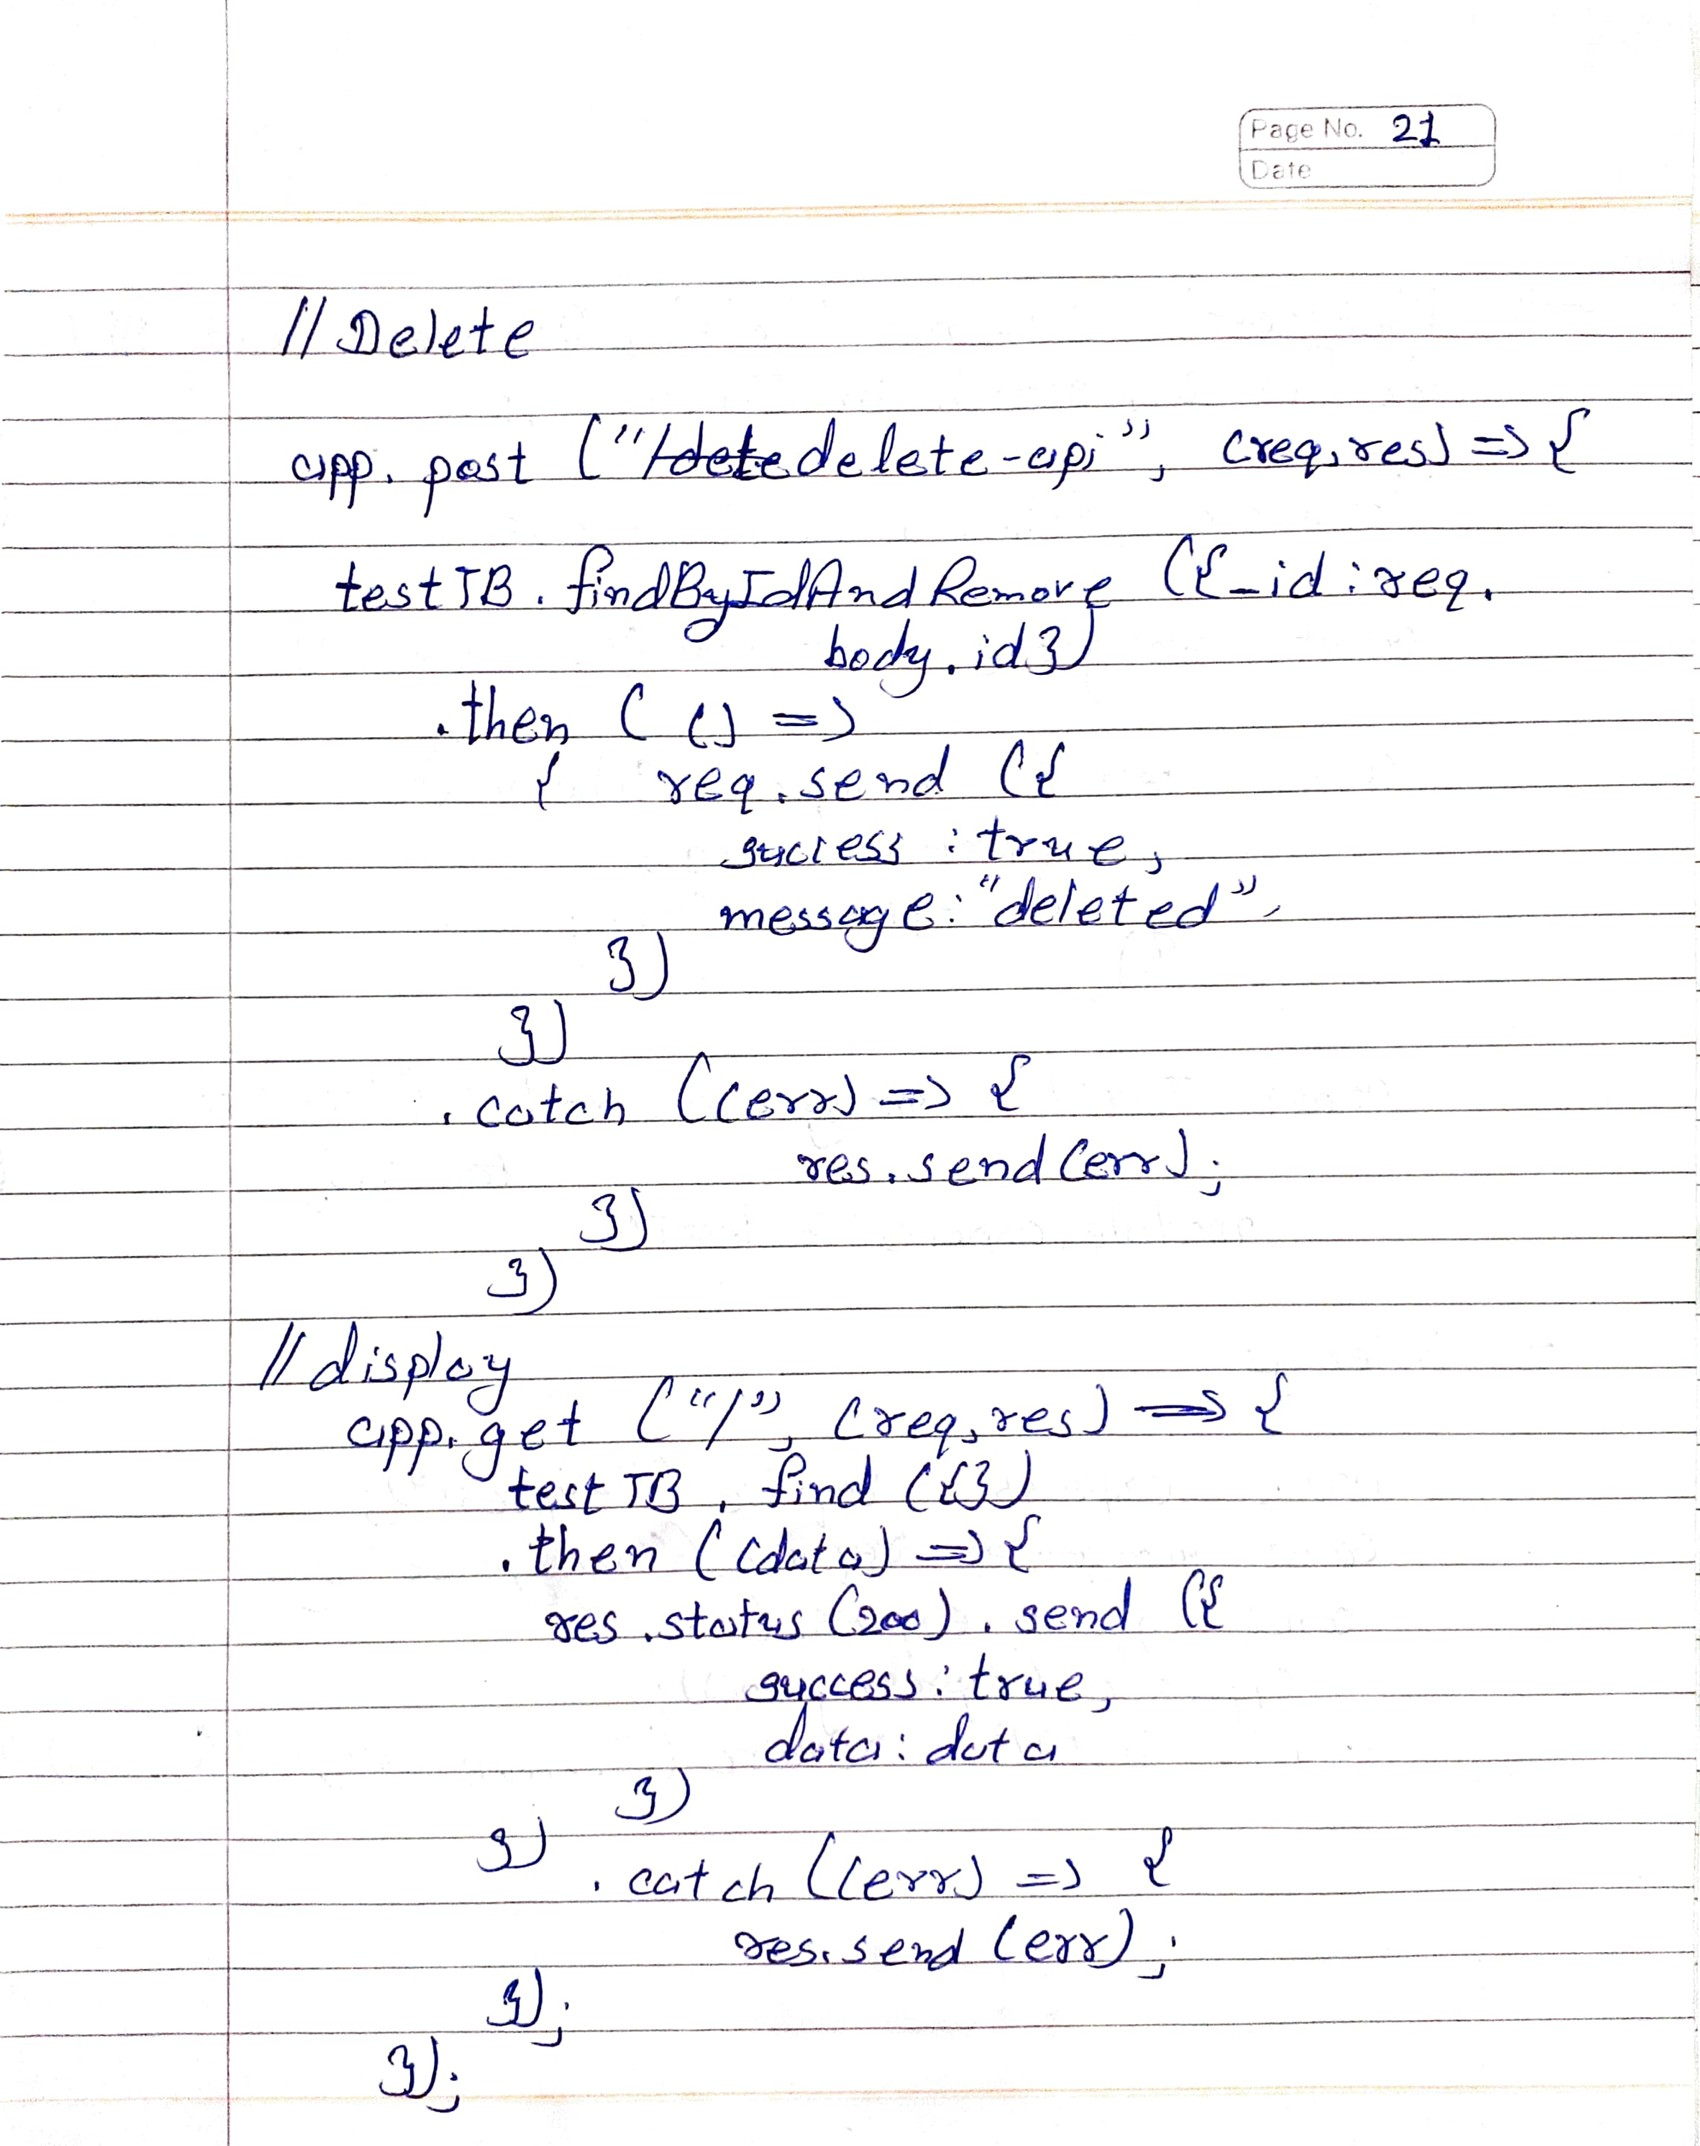 Page No. 21
Date
// Delete
app. post ("/delete-api", (req, res) => {
testTB . findByIdAndRemove ({_id : req.
body. id})
.then ( () =>
{ req. send ({
success : true,
message : "deleted",
})
})
. catch ((err) => {
res. send (err);
})
})
// display
app. get ("/", (req, res) => {
testTB . find ({})
. then ((data) => {
res . status (200) . send ({
success : true,
data : data
})
})
. catch ((err) => {
res. send (err);
});
});